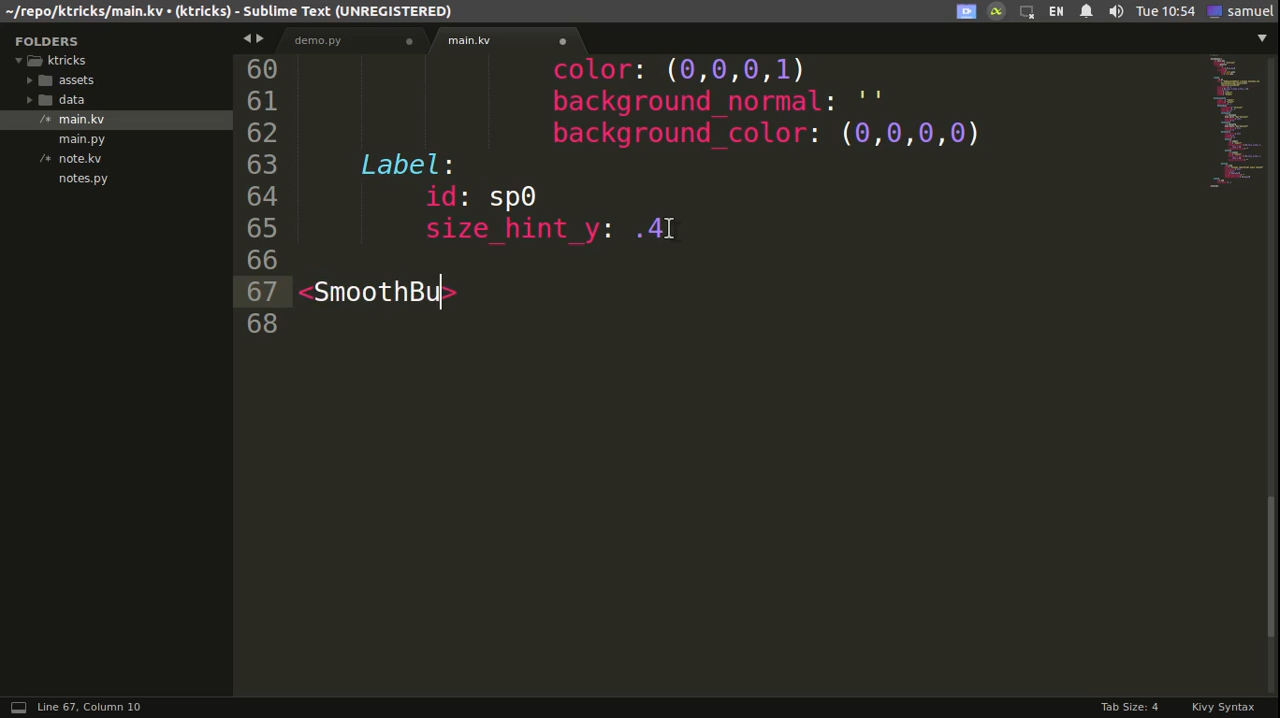 ~/repo/ktricks/main.kv • (ktricks) - Sublime Text (UNREGISTERED)
EN
Tue 10:54
samuel
FOLDERS
ktricks
assets
data
/* main.kv
main.py
/* note.kv
notes.py
demo.py
main.kv
60 color: (0,0,0,1)
61 background_normal: ''
62 background_color: (0,0,0,0)
63 Label:
64 id: sp0
65 size_hint_y: .4
66
67 <SmoothBu>
68
Line 67, Column 10
Tab Size: 4
Kivy Syntax